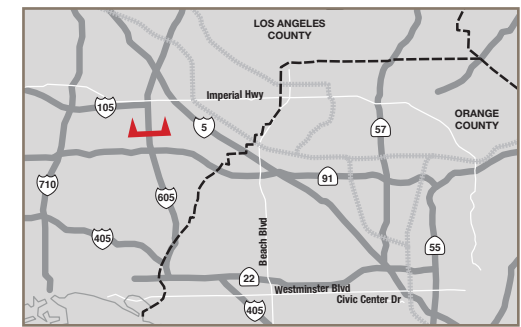 LOS ANGELES
COUNTY
Imperial Hwy
105
5
57
ORANGE
COUNTY
710
605
91
405
Beach Blvd
55
22
Westminster Blvd
Civic Center Dr
405